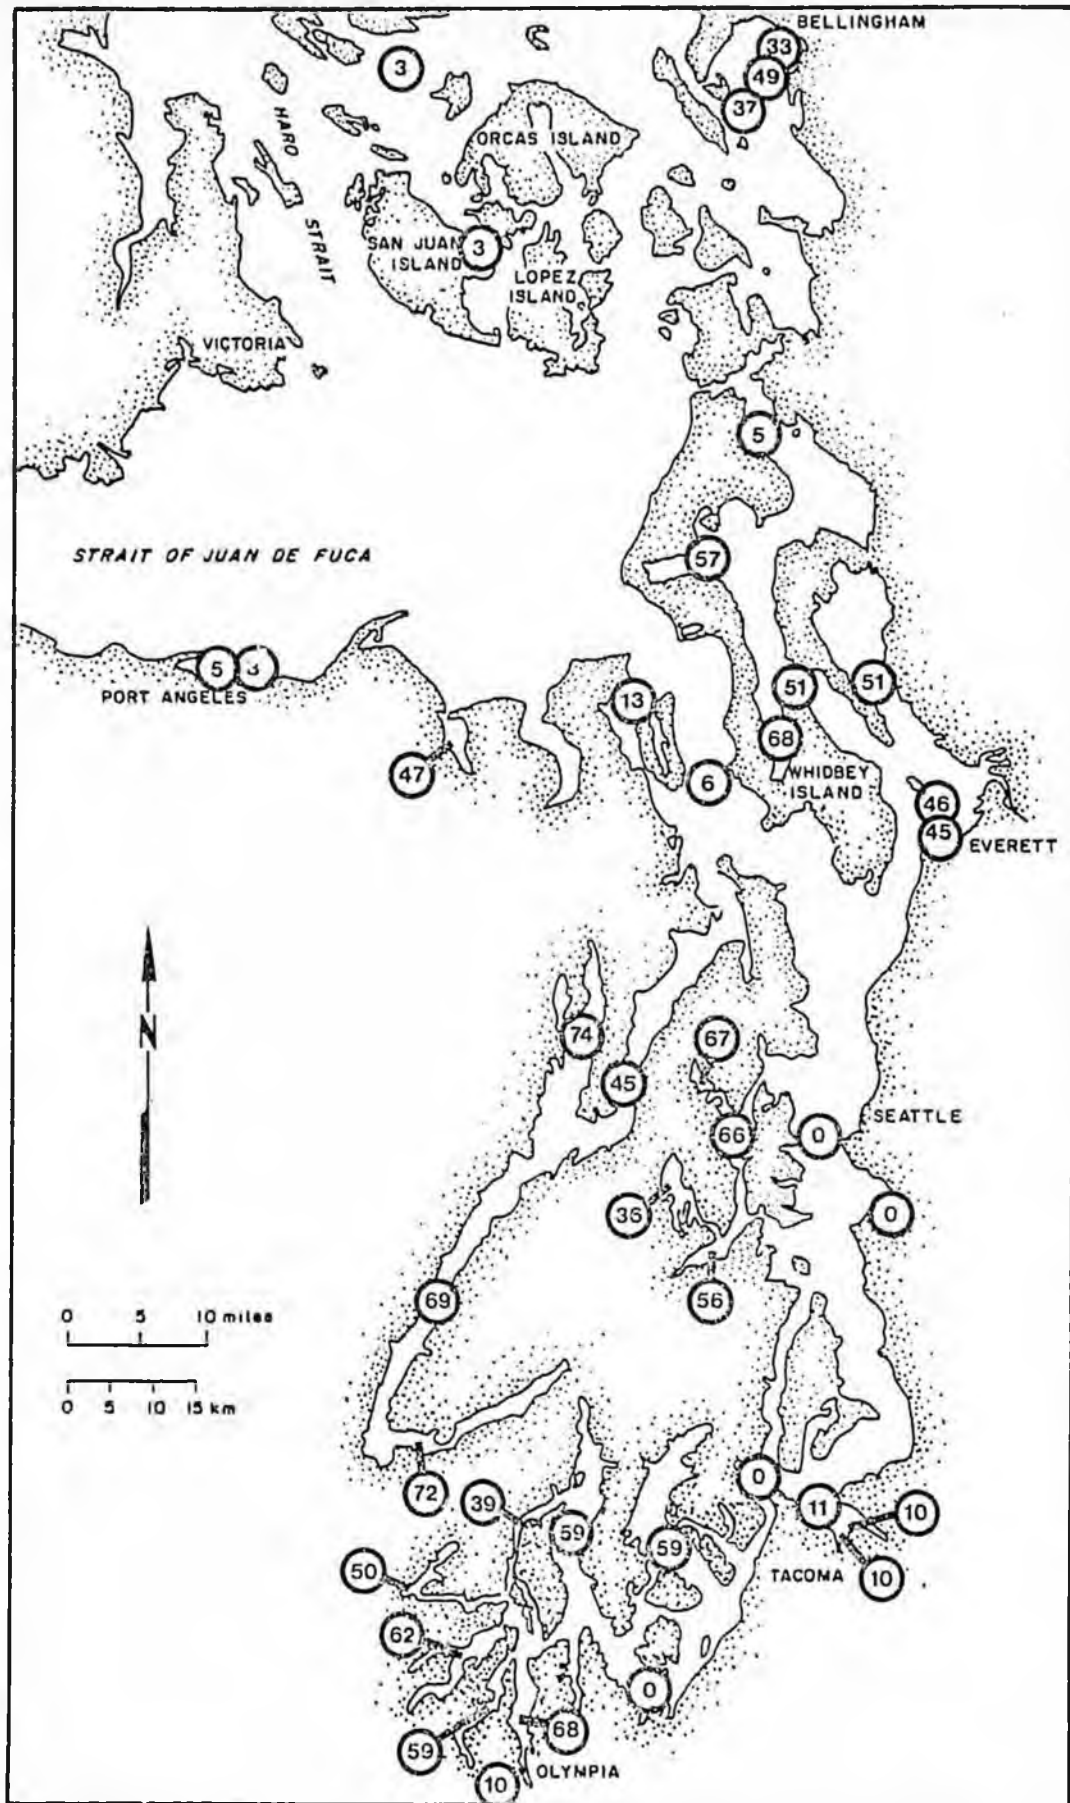 BELLINGHAM
33
3
49
37
HARO
STRAIT
ORCAS ISLAND
SAN JUAN
ISLAND
3
LOPEZ
ISLAND
VICTORIA
5
STRAIT OF JUAN DE FUCA
57
5
3
PORT ANGELES
51
51
13
68
47
6
WHIDBEY
ISLAND
46
45
EVERETT
N
74
67
45
SEATTLE
66
0
36
0
69
56
0 5 10 miles
0 5 10 15 km
0
72
39
11
10
59
59
50
TACOMA
10
62
0
68
59
OLYMPIA
10